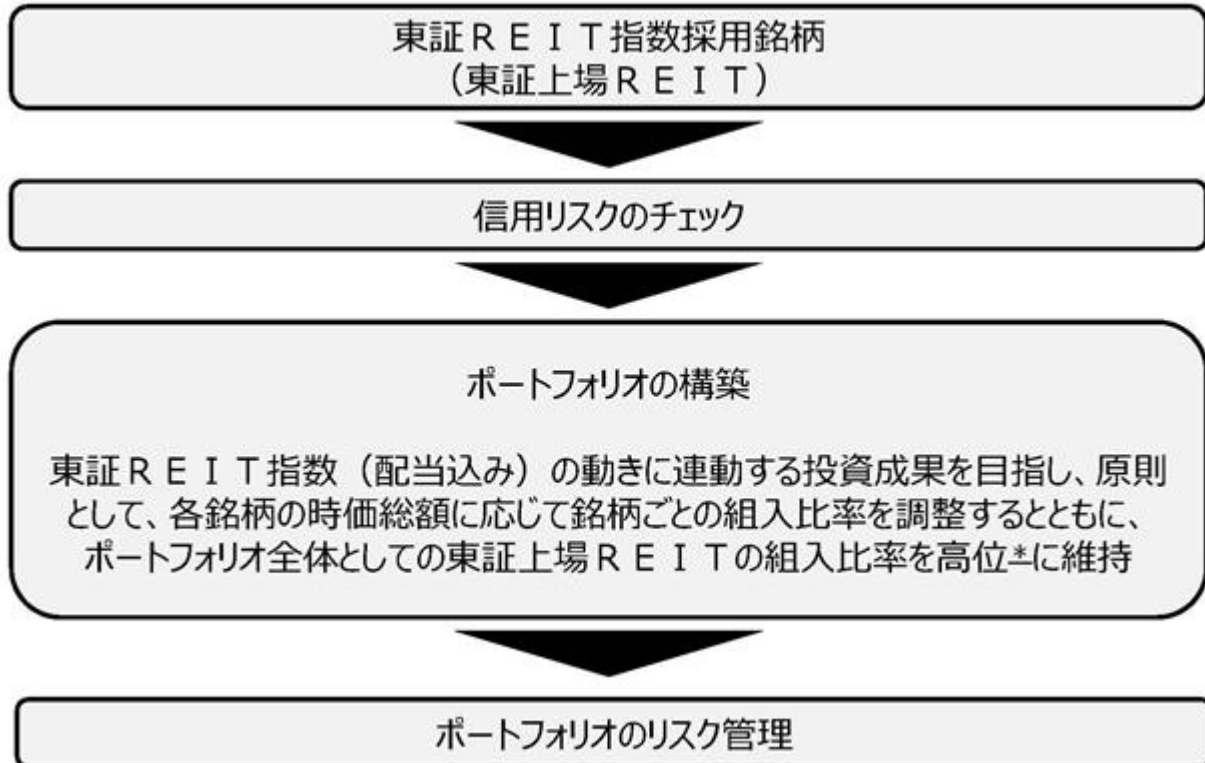 東証ＲＥＩＴ指数採用銘柄
（東証上場ＲＥＩＴ）
信用リスクのチェック
ポートフォリオの構築
東証ＲＥＩＴ指数（配当込み）の動きに連動する投資成果を目指し、原則
として、各銘柄の時価総額に応じて銘柄ごとの組入比率を調整するとともに、
ポートフォリオ全体としての東証上場ＲＥＩＴの組入比率を高位*に維持
ポートフォリオのリスク管理